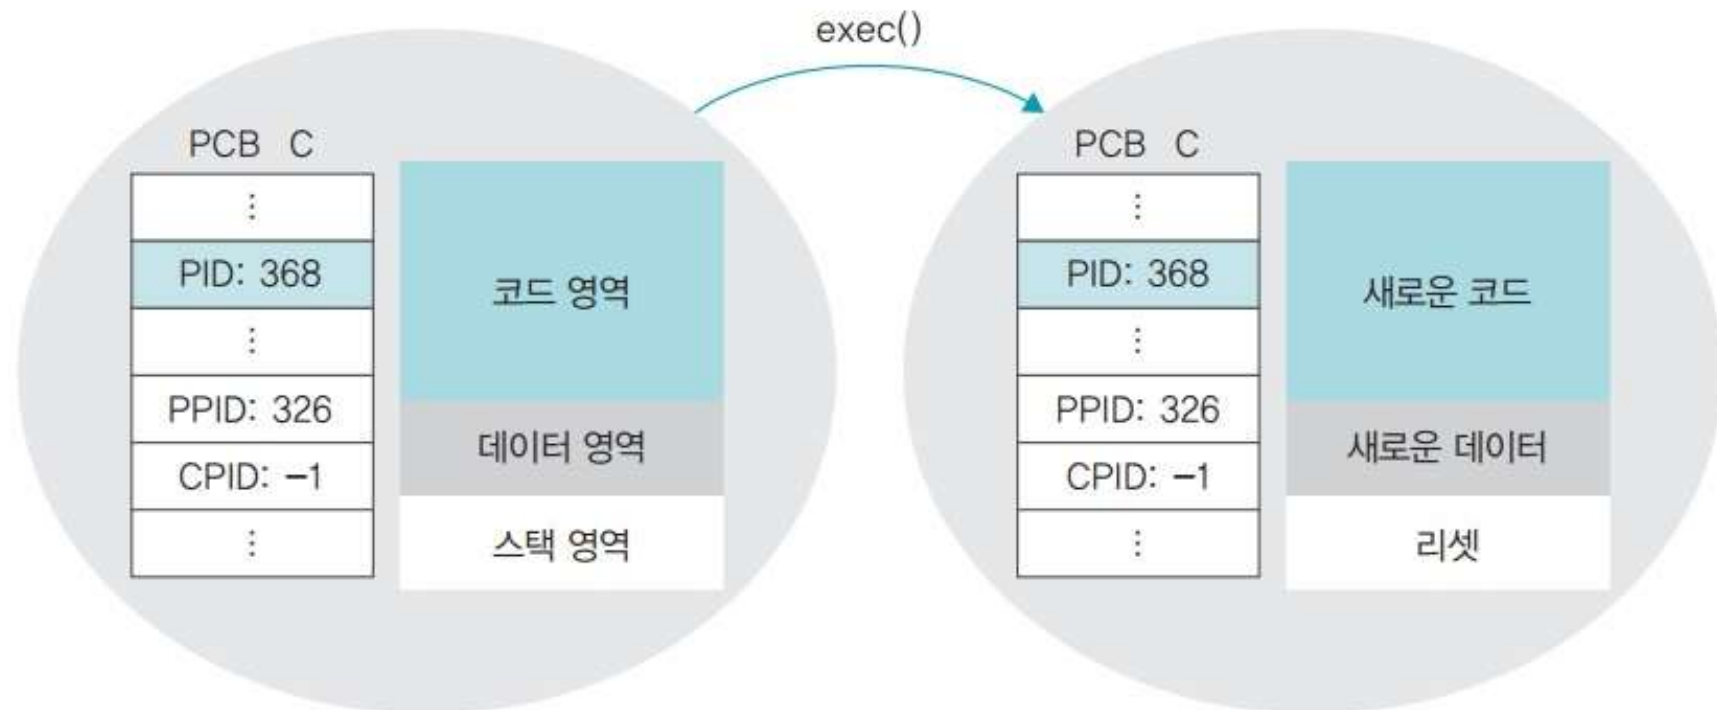 exec()
PCB C
⋮
PID: 368
⋮
PPID: 326
CPID: –1
⋮
코드 영역
데이터 영역
스택 영역
PCB C
⋮
PID: 368
⋮
PPID: 326
CPID: –1
⋮
새로운 코드
새로운 데이터
리셋